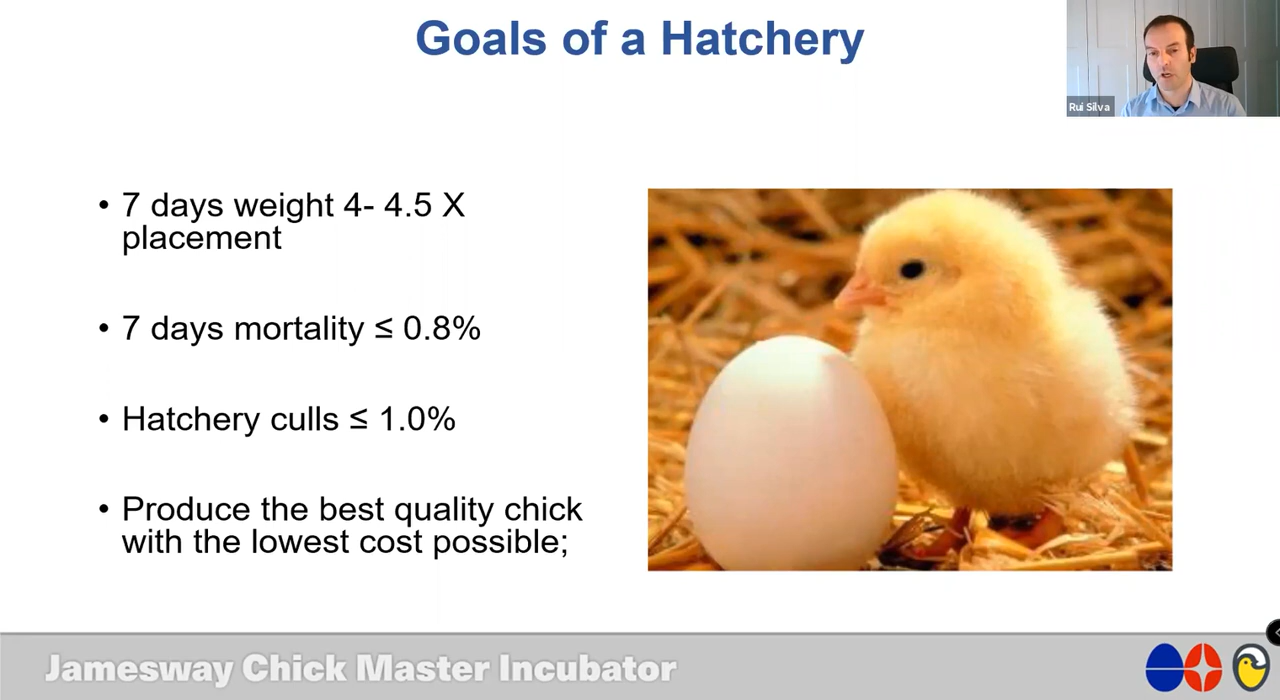 Goals of a Hatchery
Rui Silva
• 7 days weight 4- 4.5 X
placement
• 7 days mortality ≤ 0.8%
• Hatchery culls ≤ 1.0%
• Produce the best quality chick
with the lowest cost possible;
Jamesway Chick Master Incubator